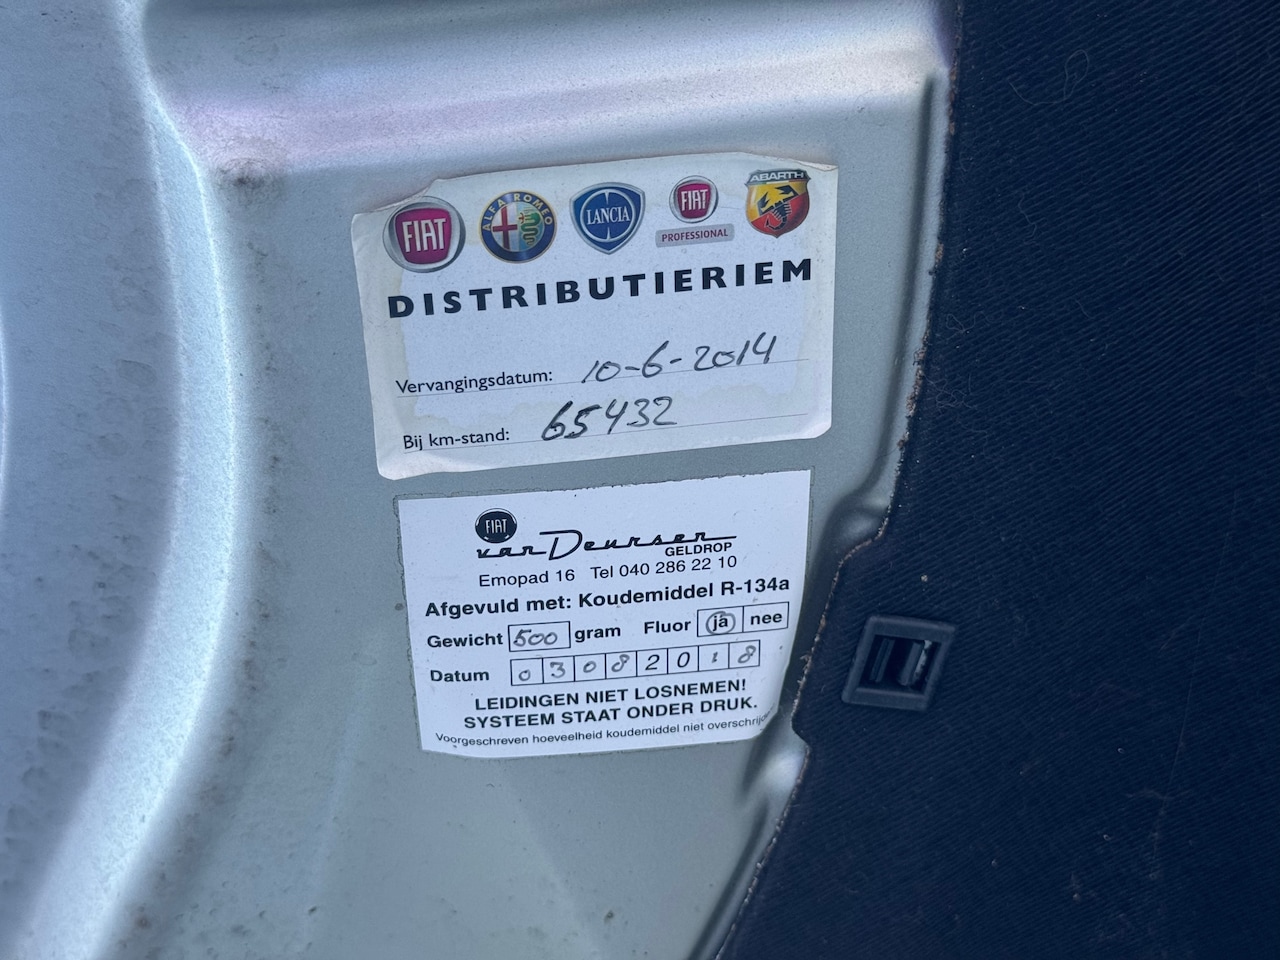 FIAT ALFA ROMEO LANCIA FIAT PROFESSIONAL ABARTH
DISTRIBUTIERIEM
Vervangingsdatum: 10-6-2014
Bij km-stand: 65432
FIAT
van Deursen
GELDROP
Emopad 16 Tel 040 286 22 10
Afgevuld met: Koudemiddel R-134a
Gewicht 500 gram Fluor ja nee
Datum 03082018
LEIDINGEN NIET LOSNEMEN!
SYSTEEM STAAT ONDER DRUK.
Voorgeschreven hoeveelheid koudemiddel niet overschrijden